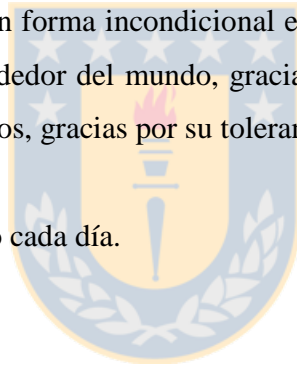 n forma incondicional e
dedor del mundo, gracia
os, gracias por su toleran
o cada día.